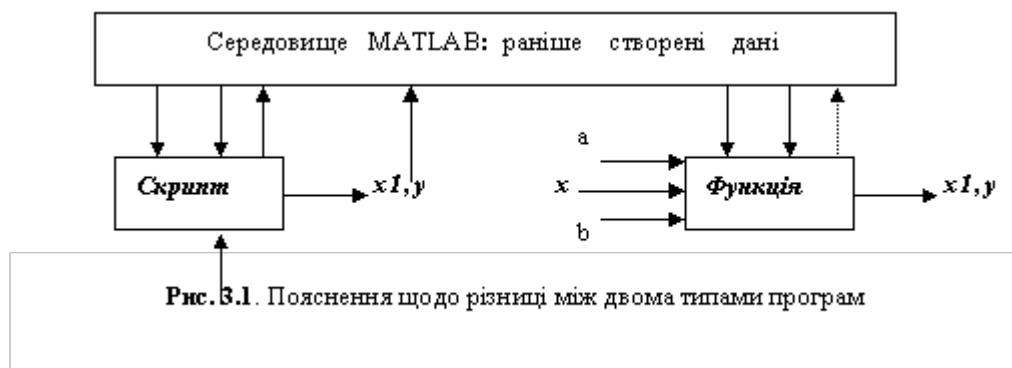 Середовище MATLAB: раніше створені дані
a
Скрипт x1, y x Функція x1, y
b
Рис. 3.1. Пояснення щодо різниці між двома типами програм